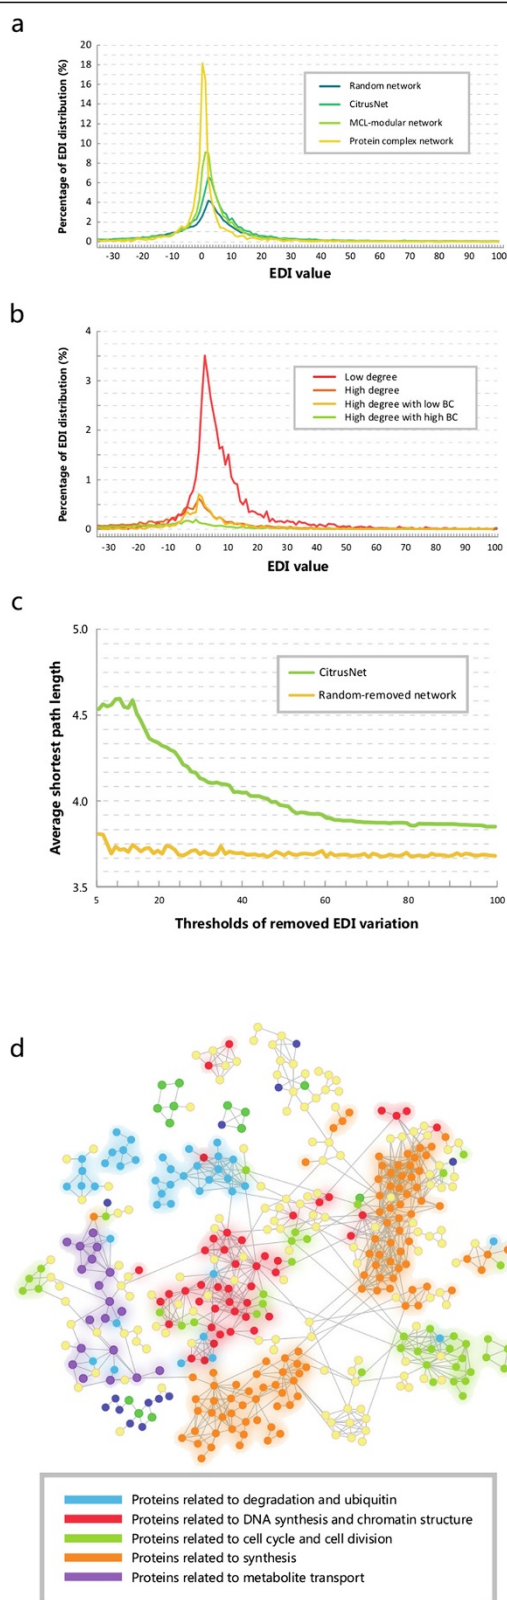 a
20
18
16
14
12
10
8
6
4
2
0
Percentage of EDI distribution (%)
Random network
CitrusNet
MCL-modular network
Protein complex network
-30 -20 -10 0 10 20 30 40 50 60 70 80 90 100
EDI value
b
4
3
2
1
0
Percentage of EDI distribution (%)
Low degree
High degree
High degree with low BC
High degree with high BC
-30 -20 -10 0 10 20 30 40 50 60 70 80 90 100
EDI value
c
5.0
4.5
4.0
3.5
Average shortest path length
CitrusNet
Random-removed network
5 20 40 60 80 100
Thresholds of removed EDI variation
d
Proteins related to degradation and ubiquitin
Proteins related to DNA synthesis and chromatin structure
Proteins related to cell cycle and cell division
Proteins related to synthesis
Proteins related to metabolite transport